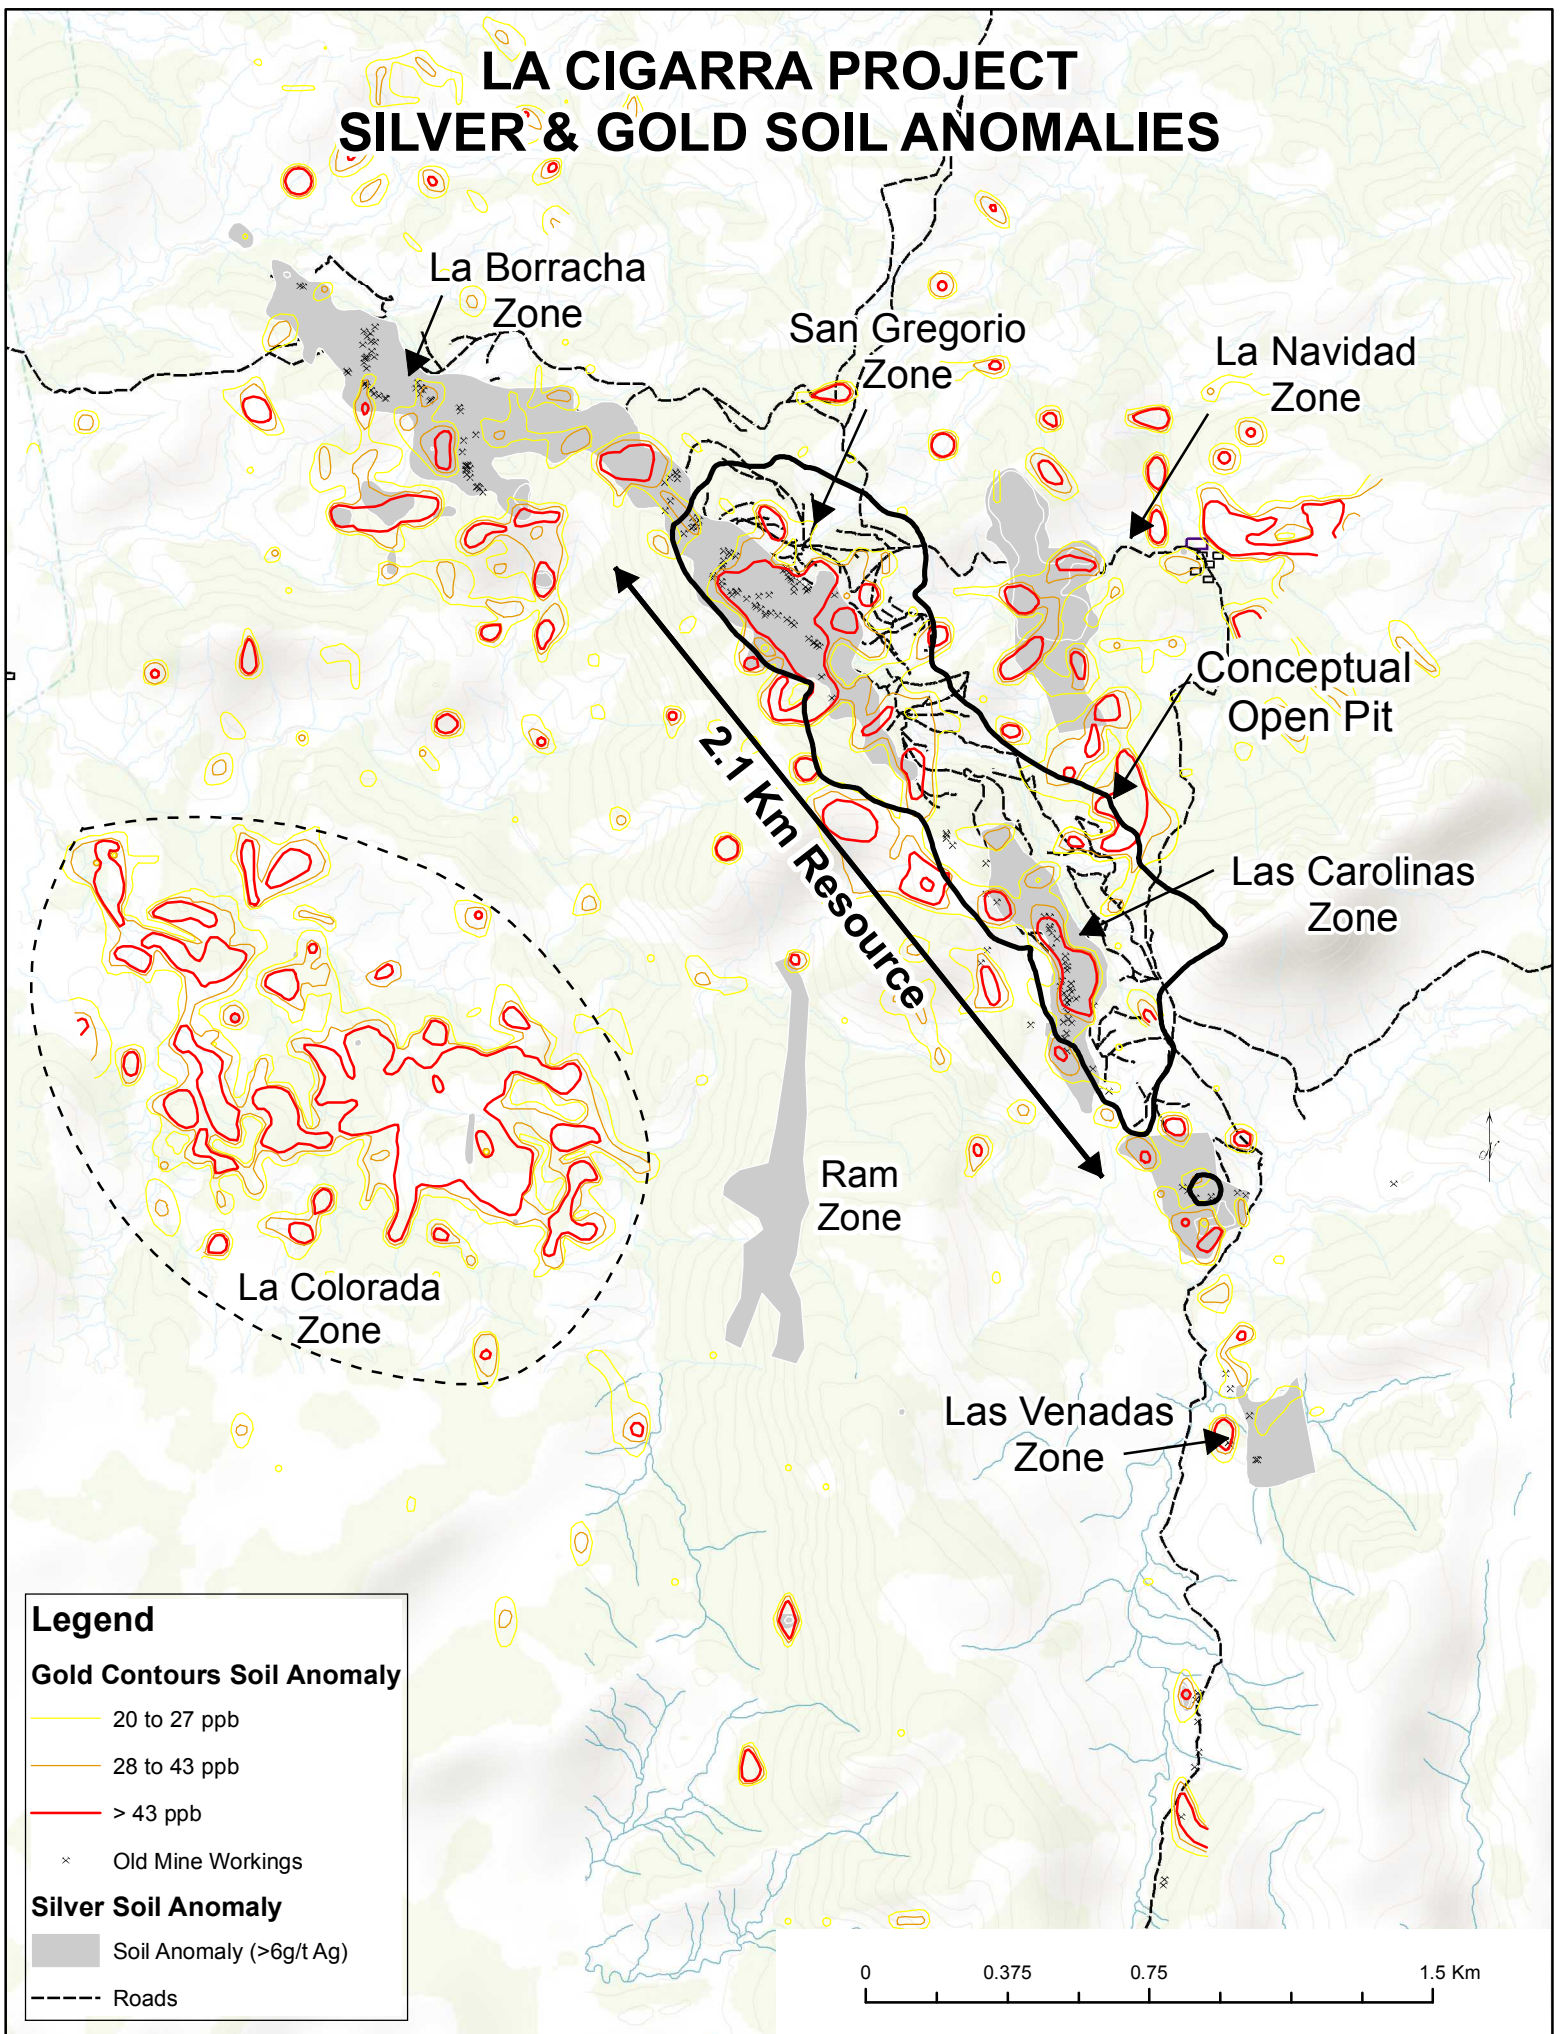 LA CIGARRA PROJECT
SILVER & GOLD SOIL ANOMALIES
La Borracha
Zone
San Gregorio
Zone
La Navidad
Zone
Conceptual
Open Pit
2.1 Km Resource
Las Carolinas
Zone
Ram
Zone
La Colorada
Zone
Las Venadas
Zone
N
Legend
Gold Contours Soil Anomaly
20 to 27 ppb
28 to 43 ppb
> 43 ppb
Old Mine Workings
Silver Soil Anomaly
Soil Anomaly (>6g/t Ag)
Roads
0 0.375 0.75 1.5 Km